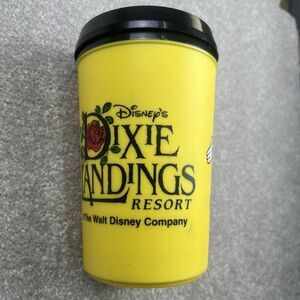 Disney's
Dixie
Landings
RESORT
The Walt Disney Company